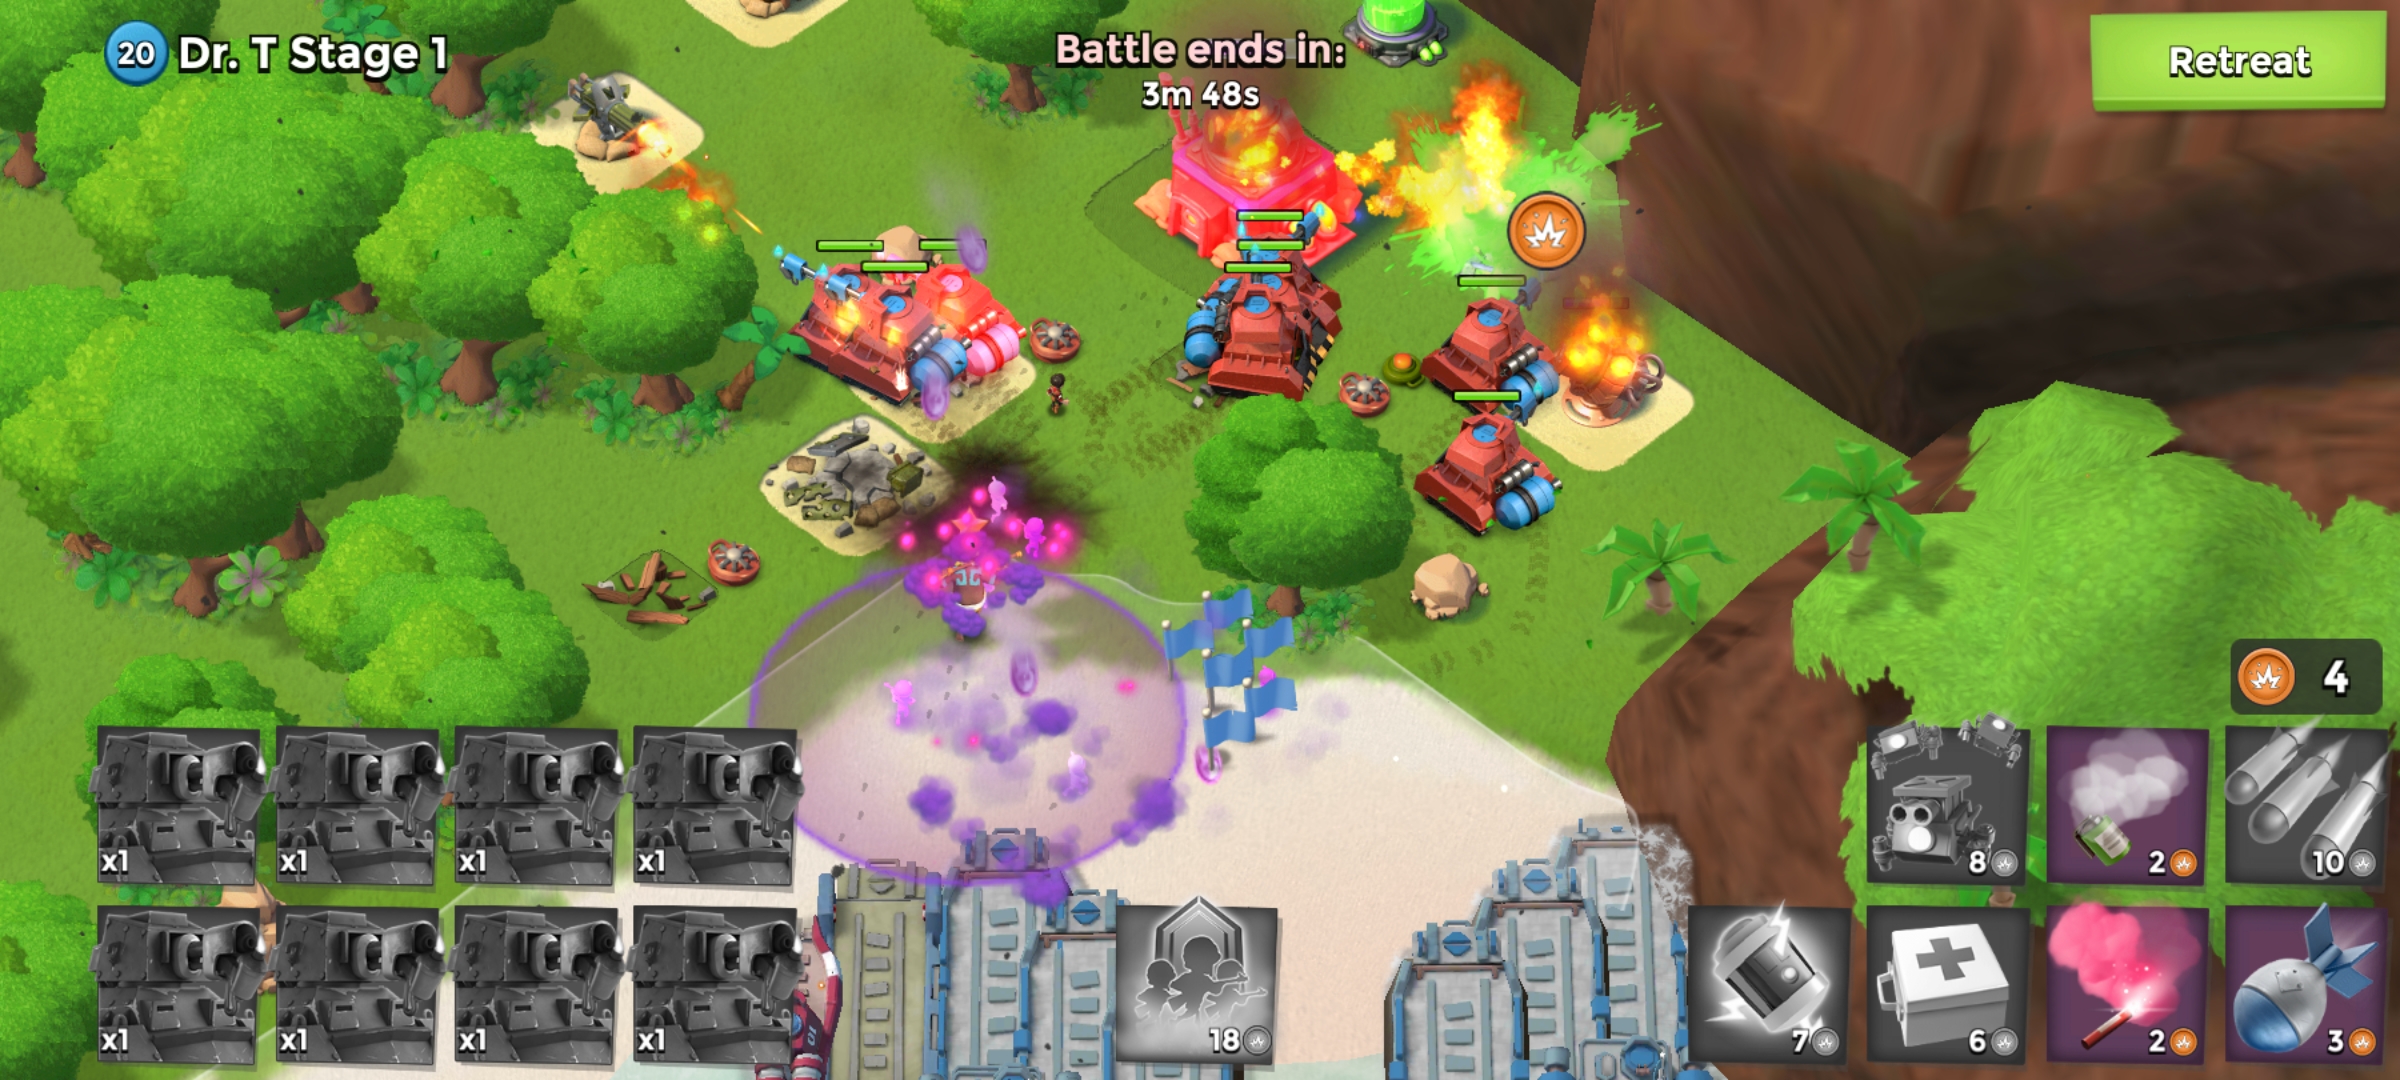 20 Dr. T Stage 1
Battle ends in:
3m 48s
Retreat
4
x1 x1 x1 x1
8 2 10
x1 x1 x1 x1
18 7 6 2 3